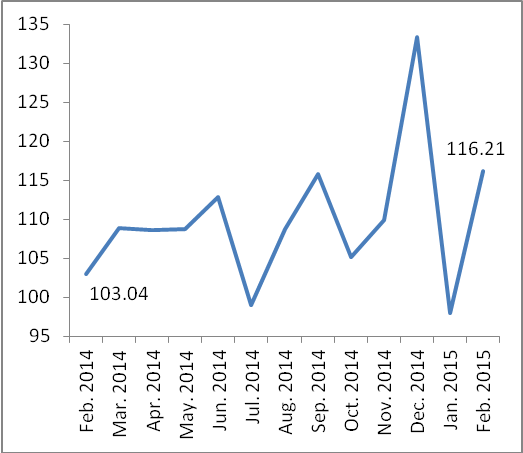 135
130
125
120
116.21
115
110
105
103.04
100
95
Feb. 2014
Mar. 2014
Apr. 2014
May. 2014
Jun. 2014
Jul. 2014
Aug. 2014
Sep. 2014
Oct. 2014
Nov. 2014
Dec. 2014
Jan. 2015
Feb. 2015